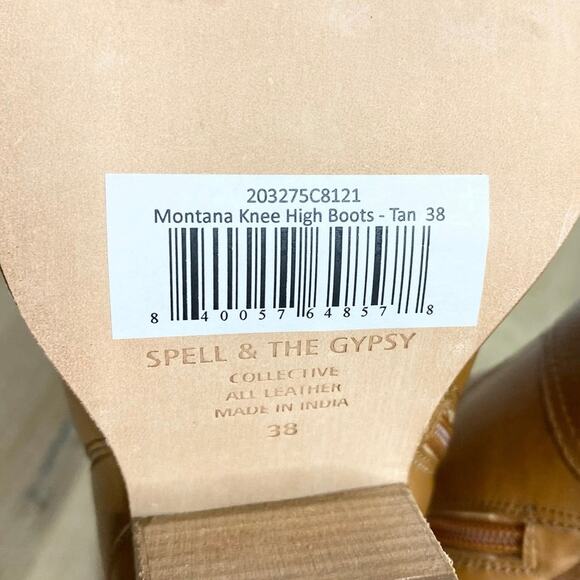 203275C8121
Montana Knee High Boots - Tan 38
8 40057 64857 8
SPELL & THE GYPSY
COLLECTIVE
ALL LEATHER
MADE IN INDIA
38